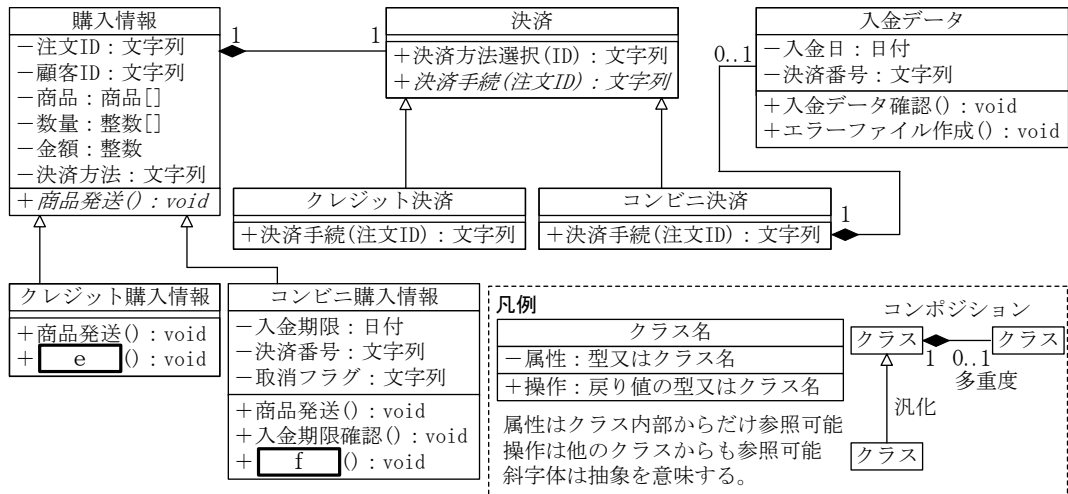 購入情報
－注文ID：文字列
－顧客ID：文字列
－商品：商品[]
－数量：整数[]
－金額：整数
－決済方法：文字列
＋商品発送()：void
1
1
決済
＋決済方法選択(ID)：文字列
＋決済手続(注文ID)：文字列
0..1
入金データ
－入金日：日付
－決済番号：文字列
＋入金データ確認()：void
＋エラーファイル作成()：void
クレジット決済
＋決済手続(注文ID)：文字列
コンビニ決済
＋決済手続(注文ID)：文字列
1
クレジット購入情報
＋商品発送()：void
＋ e ()：void
コンビニ購入情報
－入金期限：日付
－決済番号：文字列
－取消フラグ：文字列
＋商品発送()：void
＋入金期限確認()：void
＋ f ()：void
凡例
クラス名
－属性：型又はクラス名
＋操作：戻り値の型又はクラス名
属性はクラス内部からだけ参照可能
操作は他のクラスからも参照可能
斜字体は抽象を意味する。
コンポジション
クラス
クラス
1
0..1
多重度
汎化
クラス